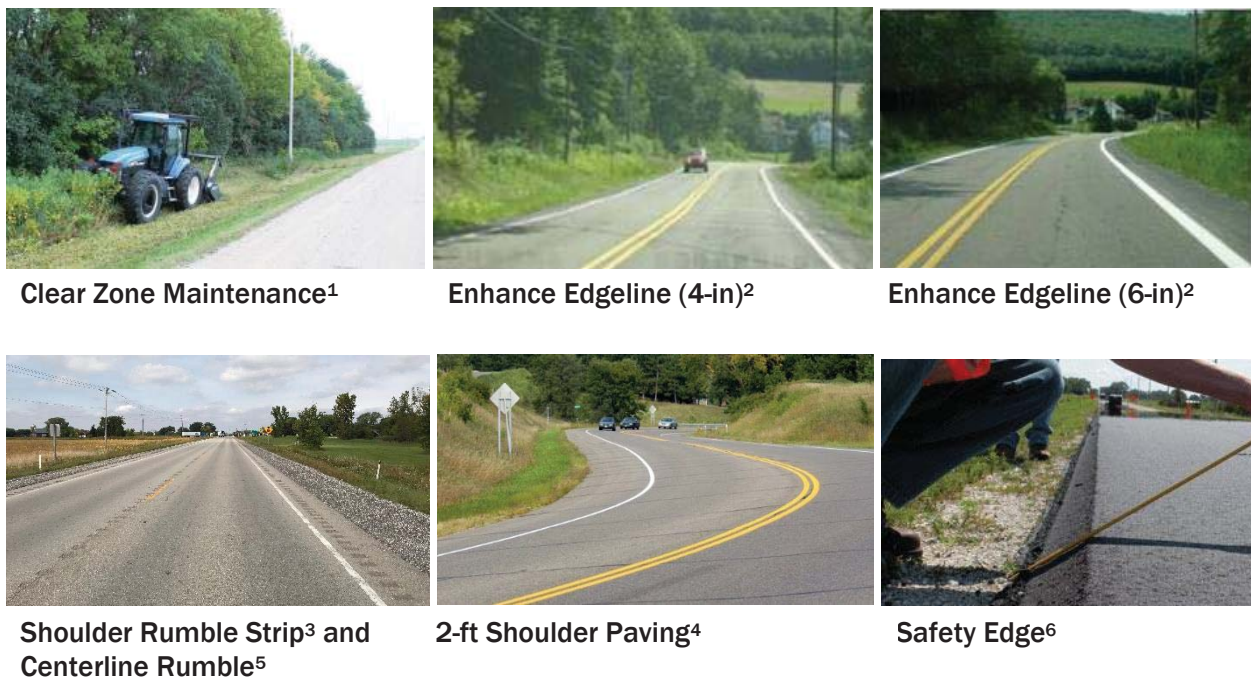 Clear Zone Maintenance¹
Enhance Edgeline (4-in)²
Enhance Edgeline (6-in)²
Shoulder Rumble Strip³ and
Centerline Rumble⁵
2-ft Shoulder Paving⁴
Safety Edge⁶